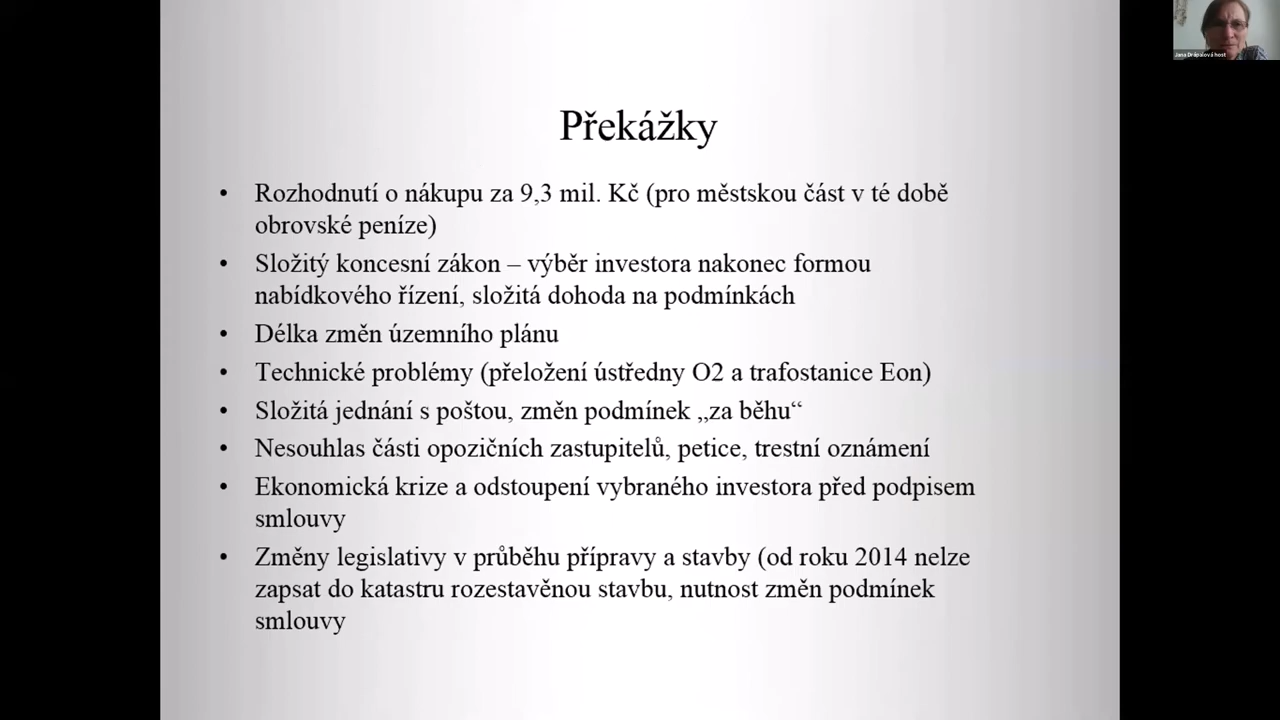 Překážky
• Rozhodnutí o nákupu za 9,3 mil. Kč (pro městskou část v té době
obrovské peníze)
• Složitý koncesní zákon – výběr investora nakonec formou
nabídkového řízení, složitá dohoda na podmínkách
• Délka změn územního plánu
• Technické problémy (přeložení ústředny O2 a trafostanice Eon)
• Složitá jednání s poštou, změn podmínek „za běhu“
• Nesouhlas části opozičních zastupitelů, petice, trestní oznámení
• Ekonomická krize a odstoupení vybraného investora před podpisem
smlouvy
• Změny legislativy v průběhu přípravy a stavby (od roku 2014 nelze
zapsat do katastru rozestavěnou stavbu, nutnost změn podmínek
smlouvy
Jana Drápalová host